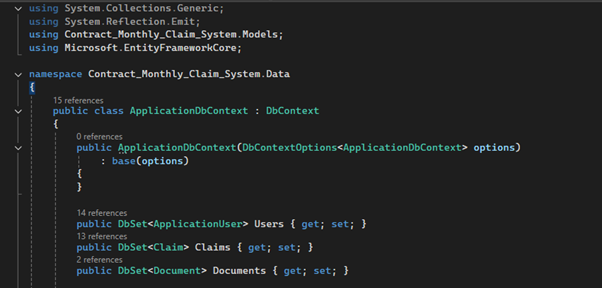 using System.Collections.Generic;
using System.Reflection.Emit;
using Contract_Monthly_Claim_System.Models;
using Microsoft.EntityFrameworkCore;
namespace Contract_Monthly_Claim_System.Data
{
15 references
public class ApplicationDbContext : DbContext
{
0 references
public ApplicationDbContext(DbContextOptions<ApplicationDbContext> options)
: base(options)
{
}
14 references
public DbSet<ApplicationUser> Users { get; set; }
13 references
public DbSet<Claim> Claims { get; set; }
2 references
public DbSet<Document> Documents { get; set; }